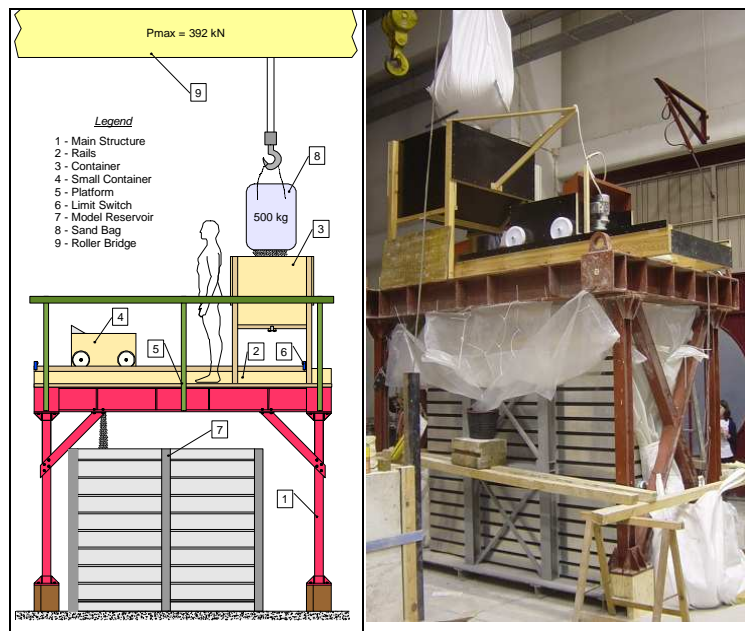 Pmax = 392 kN
9
Legend
1 - Main Structure
2 - Rails
3 - Container
4 - Small Container
5 - Platform
6 - Limit Switch
7 - Model Reservoir
8 - Sand Bag
9 - Roller Bridge
8
500 kg
3
4
5
2
6
7
1